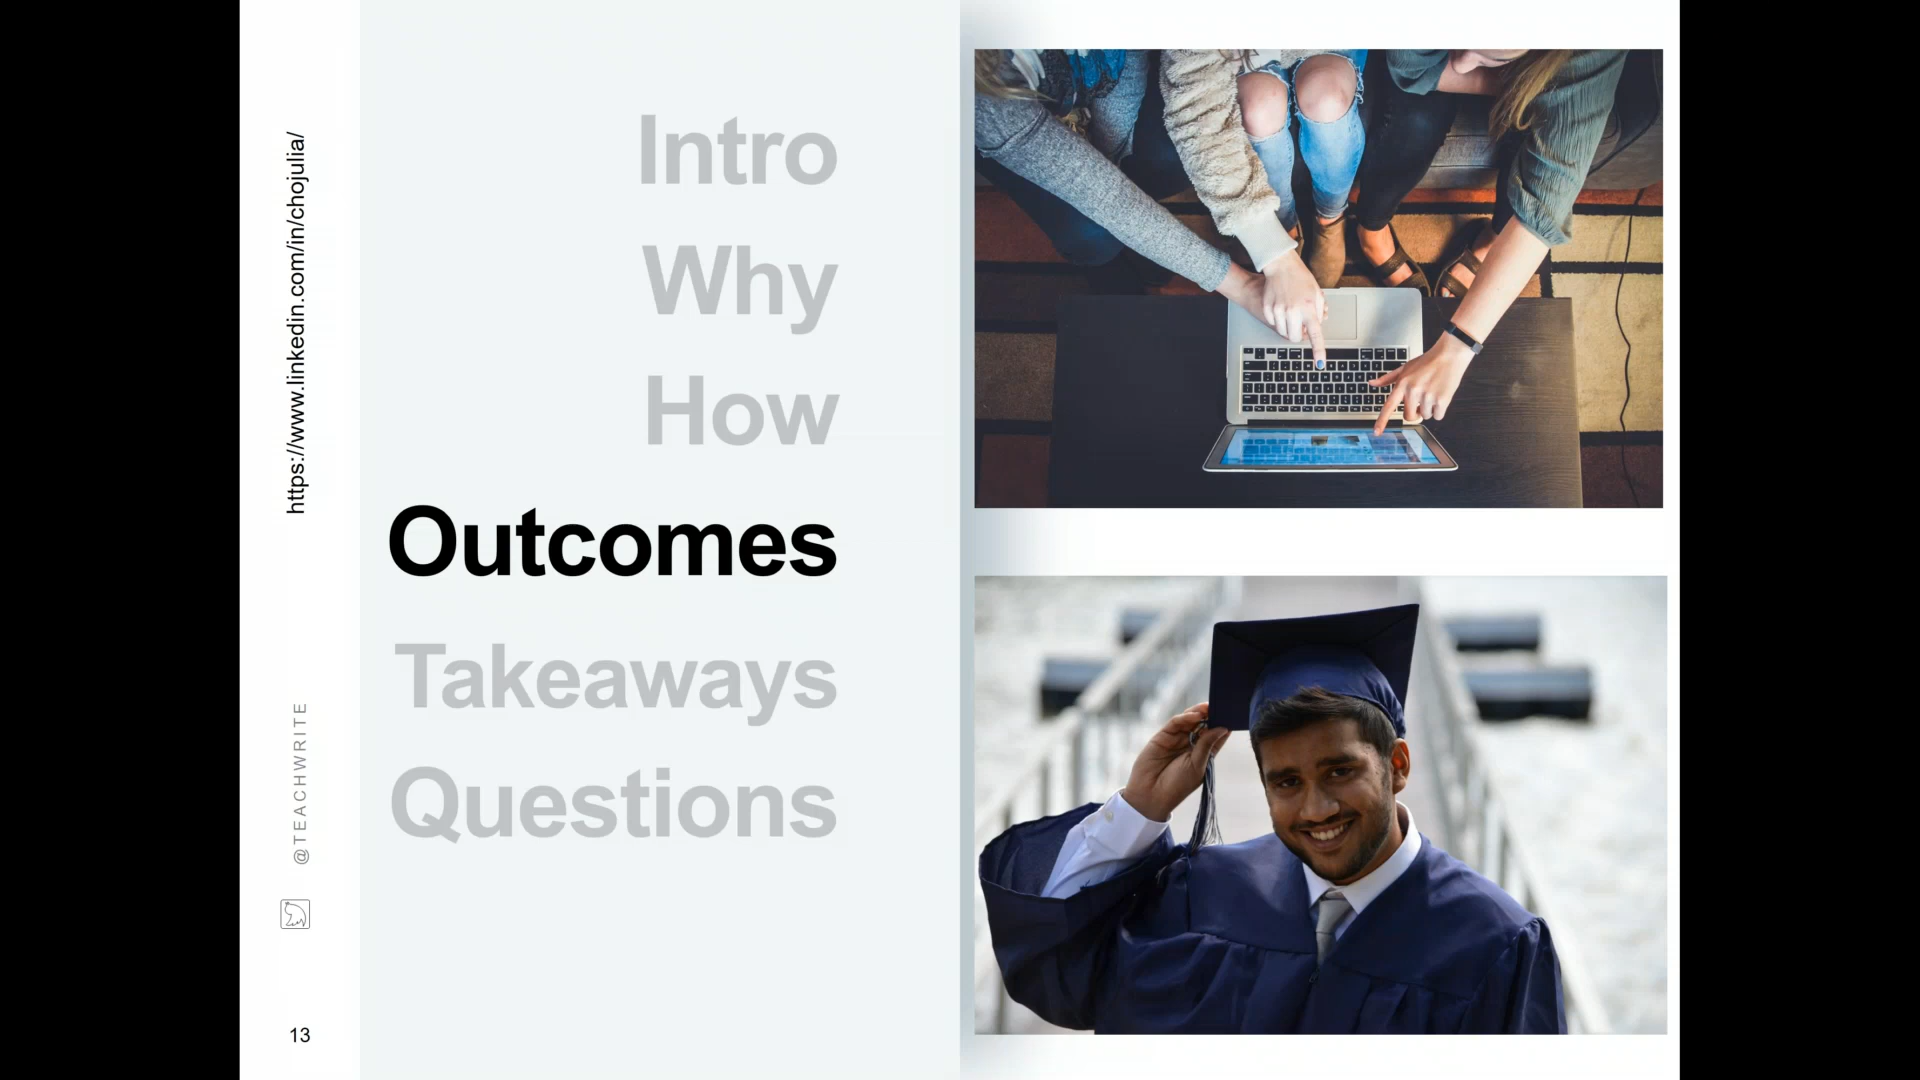 https://www.linkedin.com/in/chojulia/
@TEACHWRITE
13
Intro
Why
How
Outcomes
Takeaways
Questions